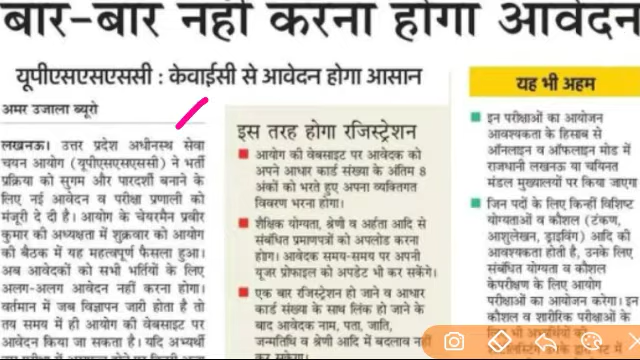 बार-बार नहीं करना होगा आवेदन
यूपीएसएसएससी : केवाईसी से आवेदन होगा आसान
अमर उजाला ब्यूरो
लखनऊ। उत्तर प्रदेश अधीनस्थ सेवा
चयन आयोग (यूपीएसएसएससी) ने भर्ती
प्रक्रिया को सुगम और पारदर्शी बनाने के
लिए नई आवेदन व परीक्षा प्रणाली को
मंजूरी दे दी है। आयोग के चेयरमैन प्रवीर
कुमार की अध्यक्षता में शुक्रवार को आयोग
की बैठक में यह महत्वपूर्ण फैसला हुआ।
अब आवेदकों को सभी भर्तियों के लिए
अलग-अलग आवेदन नहीं करना होगा।
वर्तमान में जब विज्ञापन जारी होता है तो
तय समय में ही आयोग की वेबसाइट पर
आवेदन किया जा सकता है। यदि अभ्यर्थी
इस तरह होगा रजिस्ट्रेशन
आयोग की वेबसाइट पर आवेदक को
अपने आधार कार्ड संख्या के अंतिम 8
अंकों को भरते हुए अपना व्यक्तिगत
विवरण भरना होगा।
शैक्षिक योग्यता, श्रेणी व अर्हता आदि से
संबंधित प्रमाणपत्रों को अपलोड करना
होगा। आवेदक समय-समय पर अपनी
यूजर प्रोफाइल को अपडेट भी कर सकेंगे।
एक बार रजिस्ट्रेशन हो जाने व आधार
कार्ड संख्या के साथ लिंक हो जाने के
बाद आवेदक नाम, पता, जाति,
जन्मतिथि व श्रेणी आदि में बदलाव नहीं
कर सकेगा।
यह भी अहम
इन परीक्षाओं का आयोजन
आवश्यकता के हिसाब से
ऑनलाइन व ऑफलाइन मोड में
राजधानी लखनऊ या चयनित
मंडल मुख्यालयों पर किया जाएगा
जिन पदों के लिए किन्हीं विशिष्ट
योग्यताओं व कौशल (टंकण,
आशुलेखन, ड्राइविंग) आदि की
आवश्यकता होती है, उनके लिए
संबंधित योग्यता व कौशल
केपरीक्षण के लिए आयोग
परीक्षाओं का आयोजन करेगा। इन
कौशल व शारीरिक परीक्षाओं के